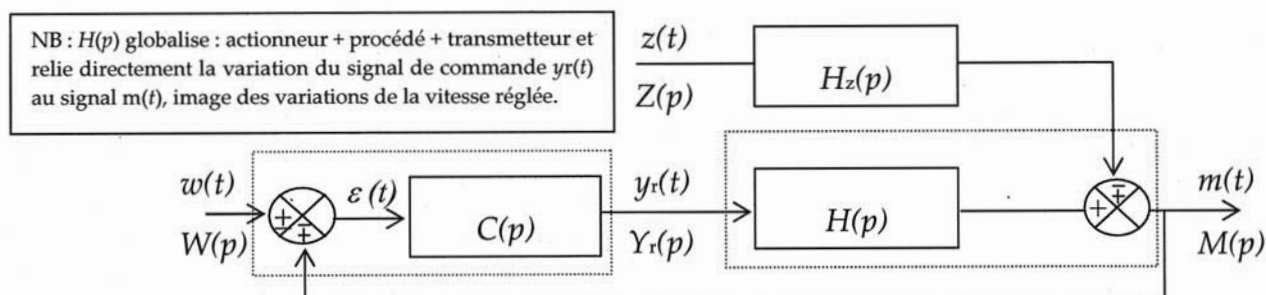 NB : H(p) globalise : actionneur + procédé + transmetteur et
relie directement la variation du signal de commande yr(t)
au signal m(t), image des variations de la vitesse réglée.
z(t)
Z(p)
Hz(p)
w(t)
W(p)
+
∓
ε(t)
C(p)
yr(t)
Yr(p)
H(p)
+
∓
m(t)
M(p)